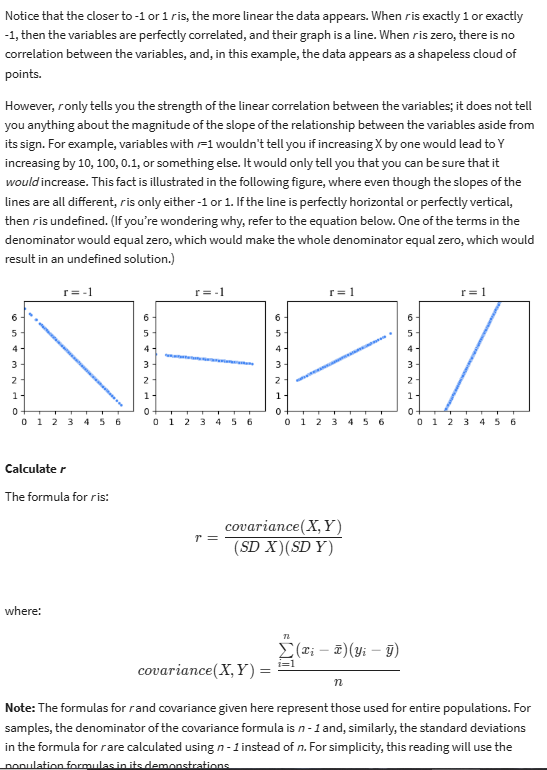 Notice that the closer to -1 or 1 r is, the more linear the data appears. When r is exactly 1 or exactly
-1, then the variables are perfectly correlated, and their graph is a line. When r is zero, there is no
correlation between the variables, and, in this example, the data appears as a shapeless cloud of
points.
However, r only tells you the strength of the linear correlation between the variables; it does not tell
you anything about the magnitude of the slope of the relationship between the variables aside from
its sign. For example, variables with r=1 wouldn't tell you if increasing X by one would lead to Y
increasing by 10, 100, 0.1, or something else. It would only tell you that you can be sure that it
would increase. This fact is illustrated in the following figure, where even though the slopes of the
lines are all different, r is only either -1 or 1. If the line is perfectly horizontal or perfectly vertical,
then r is undefined. (If you're wondering why, refer to the equation below. One of the terms in the
denominator would equal zero, which would make the whole denominator equal zero, which would
result in an undefined solution.)
r = -1 r = -1 r = 1 r = 1
6 6 6 6
5 5 5 5
4 4 4 4
3 3 3 3
2 2 2 2
1 1 1 1
0 0 0 0
0 1 2 3 4 5 6 0 1 2 3 4 5 6 0 1 2 3 4 5 6 0 1 2 3 4 5 6
Calculate r
The formula for r is:
r = covariance(X, Y) / (SD X)(SD Y)
where:
covariance(X, Y) = ∑_{i=1}^{n} (x_i − x̄)(y_i − ȳ) / n
Note: The formulas for r and covariance given here represent those used for entire populations. For
samples, the denominator of the covariance formula is n - 1 and, similarly, the standard deviations
in the formula for r are calculated using n - 1 instead of n. For simplicity, this reading will use the
population formulas in its demonstrations.